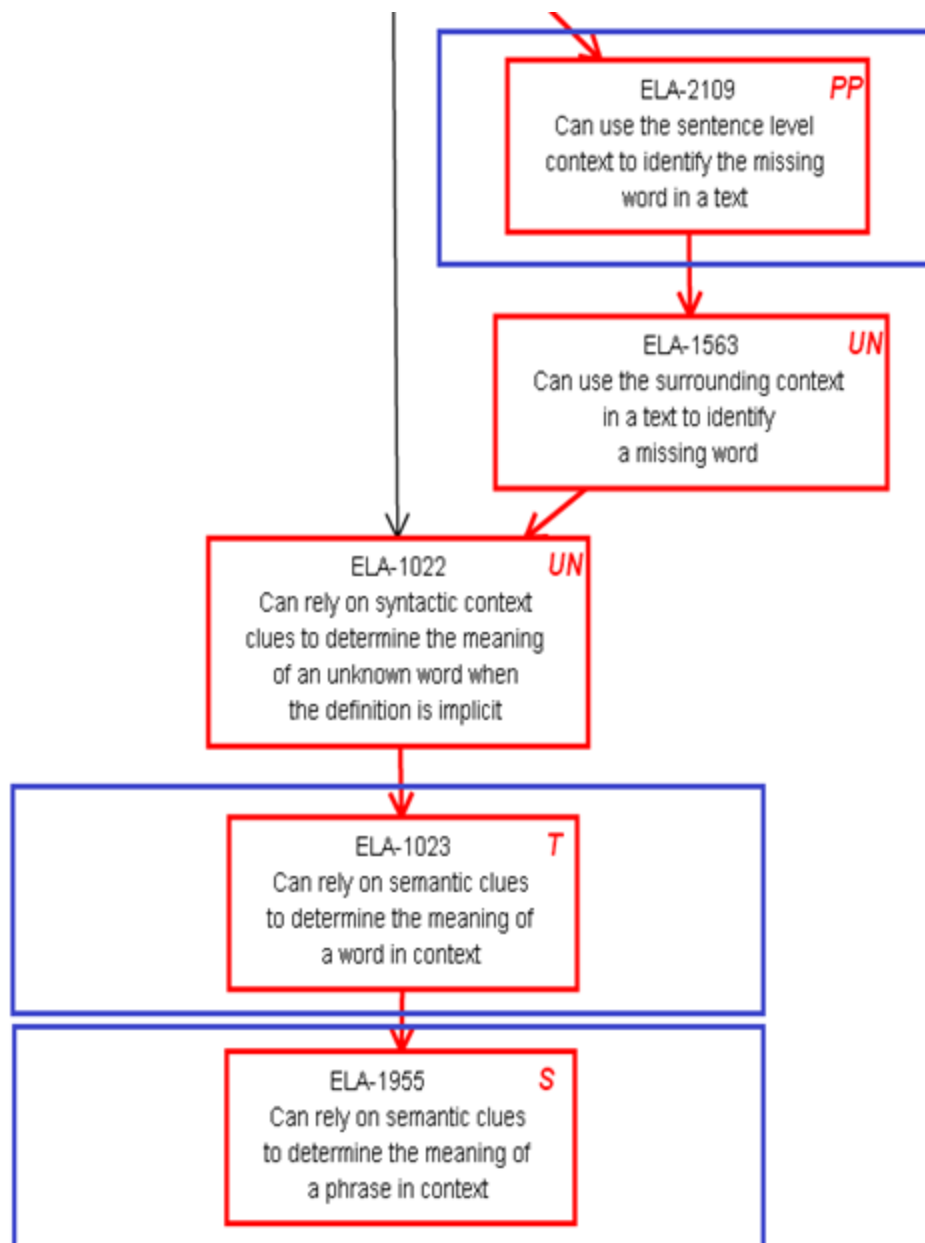 ELA-2109 PP
Can use the sentence level
context to identify the missing
word in a text
ELA-1563 UN
Can use the surrounding context
in a text to identify
a missing word
ELA-1022 UN
Can rely on syntactic context
clues to determine the meaning
of an unknown word when
the definition is implicit
ELA-1023 T
Can rely on semantic clues
to determine the meaning of
a word in context
ELA-1955 S
Can rely on semantic clues
to determine the meaning of
a phrase in context